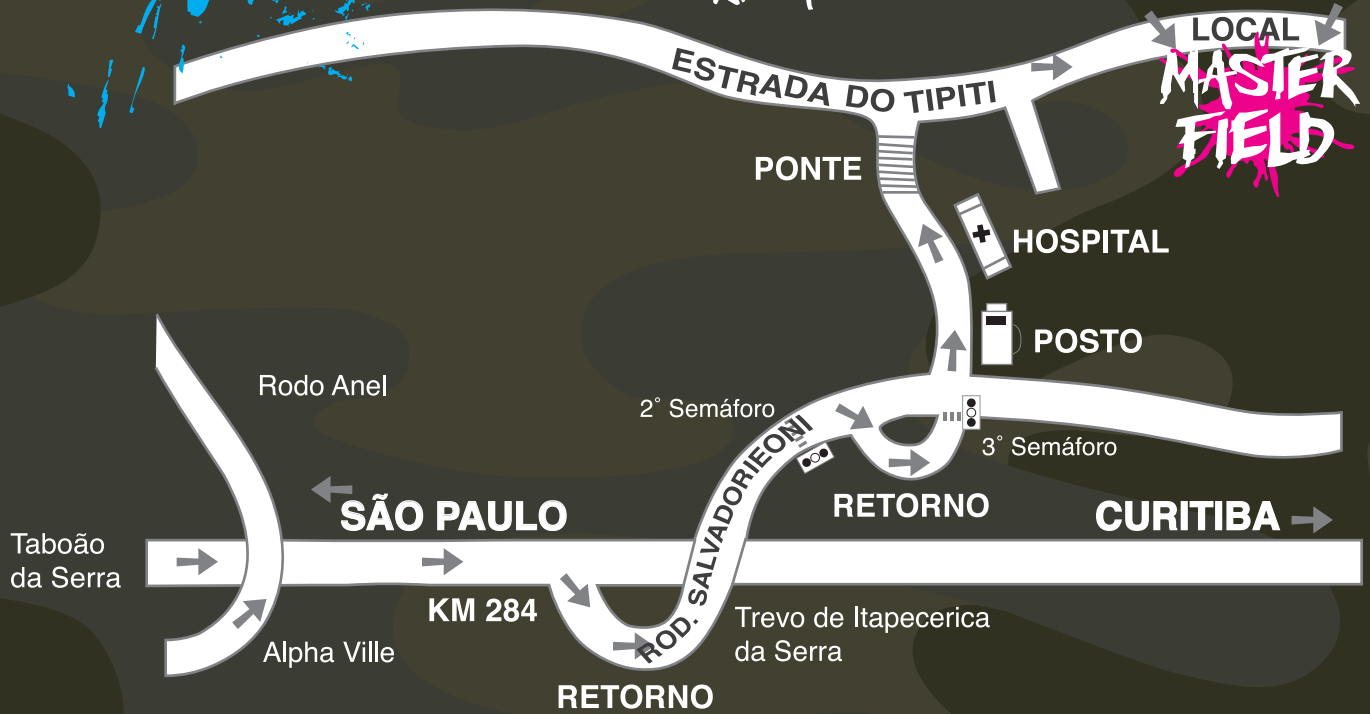 LOCAL
MASTER
FIELD
ESTRADA DO TIPITI
PONTE
HOSPITAL
POSTO
Rodo Anel
2° Semáforo
3° Semáforo
RETORNO
SÃO PAULO
CURITIBA
Taboão
da Serra
KM 284
ROD. SALVADORIEONI
Trevo de Itapecerica
da Serra
Alpha Ville
RETORNO